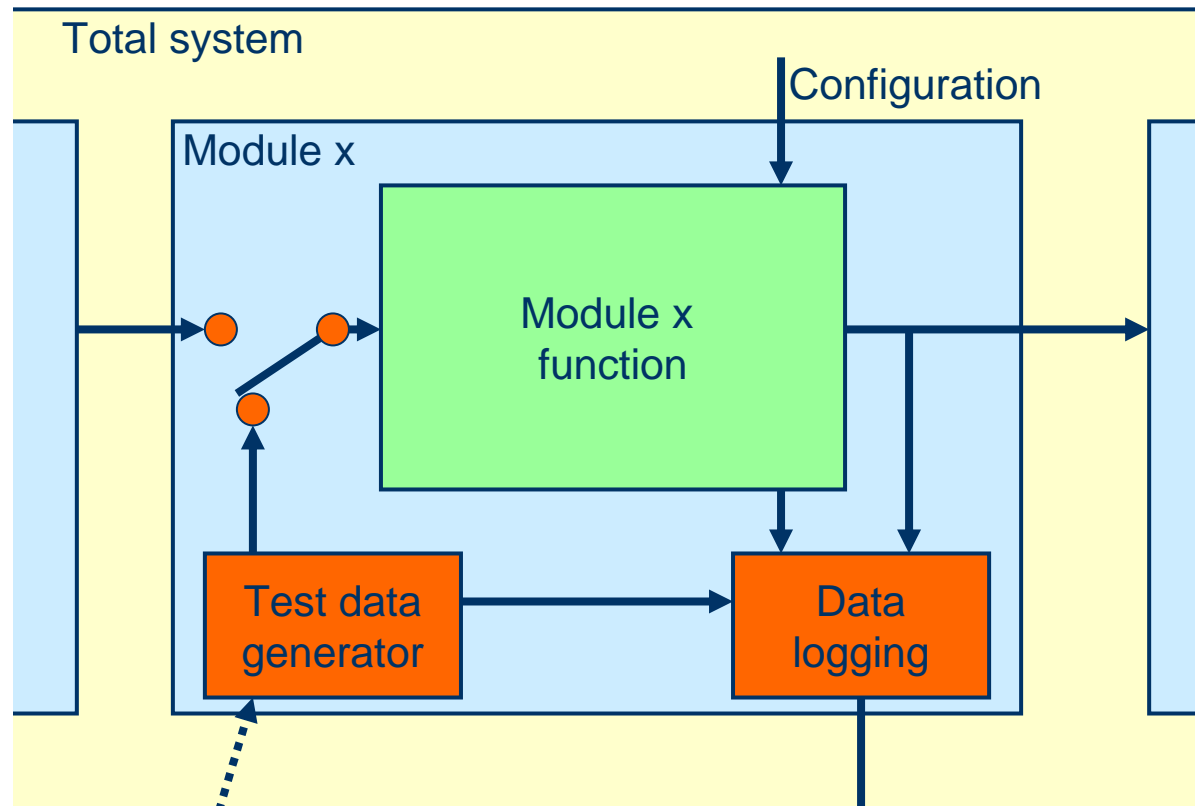 Total system
Configuration
Module x
Module x
function
Test data
generator
Data
logging